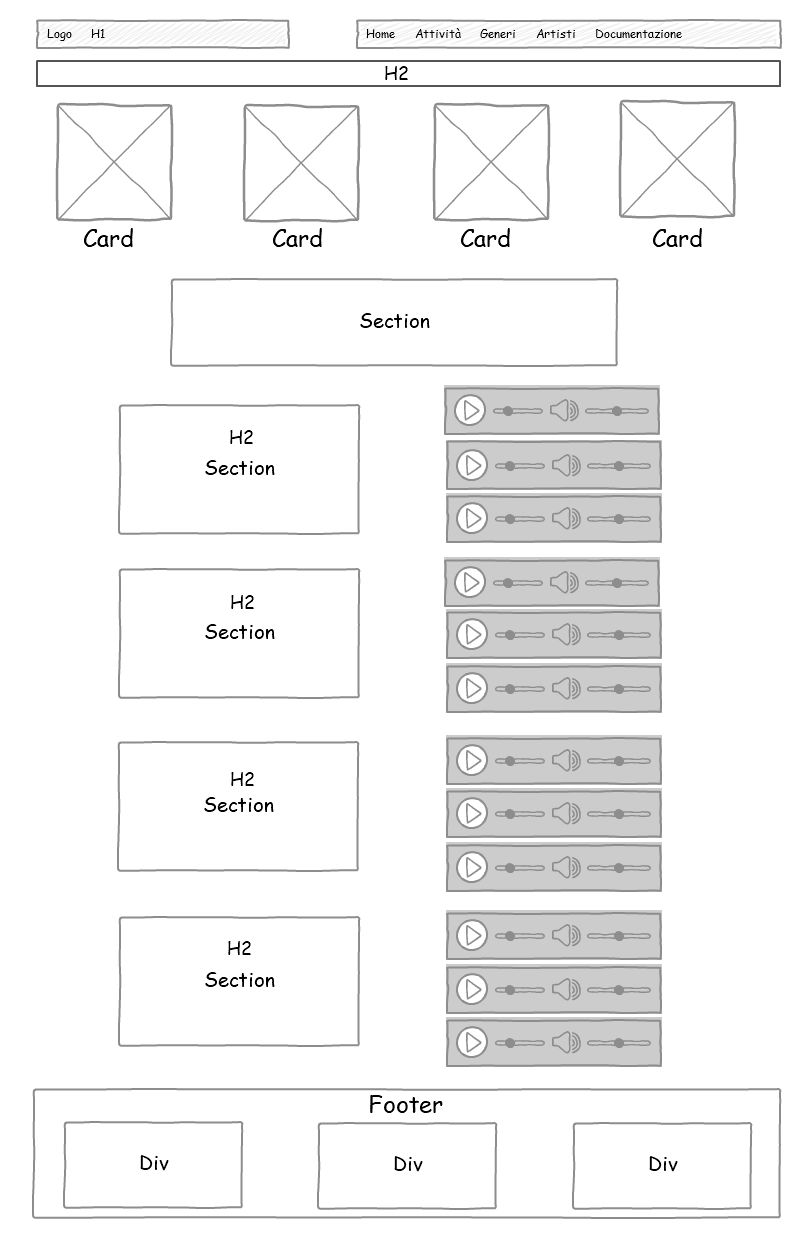 Logo H1
Home Attività Generi Artisti Documentazione
H2
Card Card Card Card
Section
H2
Section
H2
Section
H2
Section
H2
Section
Footer
Div Div Div